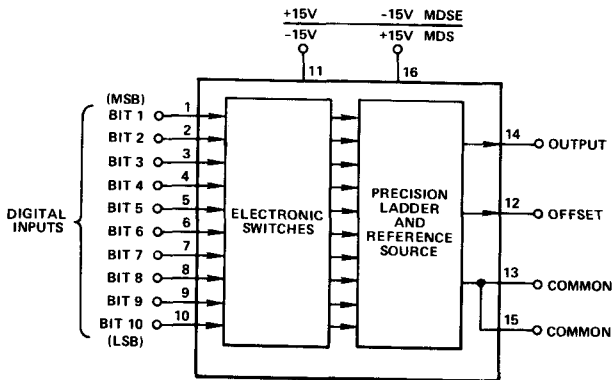 +15V -15V MDSE
-15V +15V MDS
11 16
(MSB)
BIT 1 1
BIT 2 2
BIT 3 3
BIT 4 4
BIT 5 5
BIT 6 6
BIT 7 7
BIT 8 8
BIT 9 9
BIT 10 10
(LSB)
DIGITAL
INPUTS
ELECTRONIC
SWITCHES
PRECISION
LADDER
AND
REFERENCE
SOURCE
14 OUTPUT
12 OFFSET
13 COMMON
15 COMMON